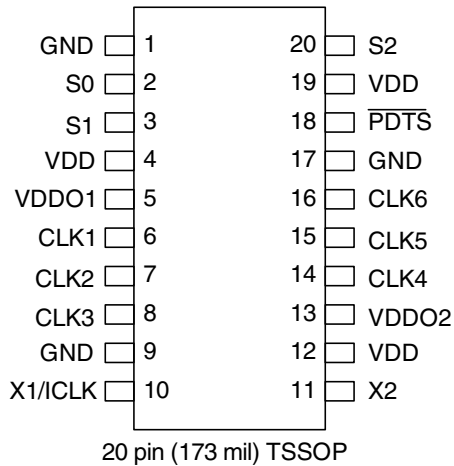 GND 1 20 S2
S0 2 19 VDD
S1 3 18 PDTS
VDD 4 17 GND
VDDO1 5 16 CLK6
CLK1 6 15 CLK5
CLK2 7 14 CLK4
CLK3 8 13 VDDO2
GND 9 12 VDD
X1/ICLK 10 11 X2
20 pin (173 mil) TSSOP